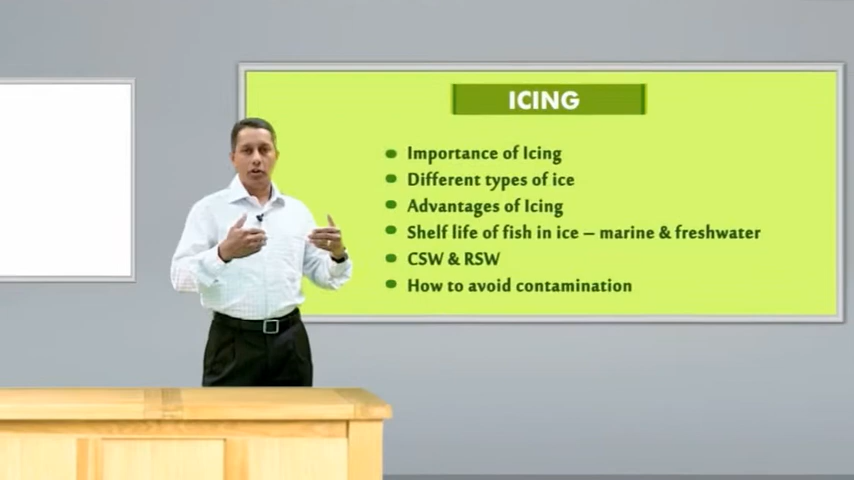 ICING
Importance of Icing
Different types of ice
Advantages of Icing
Shelf life of fish in ice – marine & freshwater
CSW & RSW
How to avoid contamination